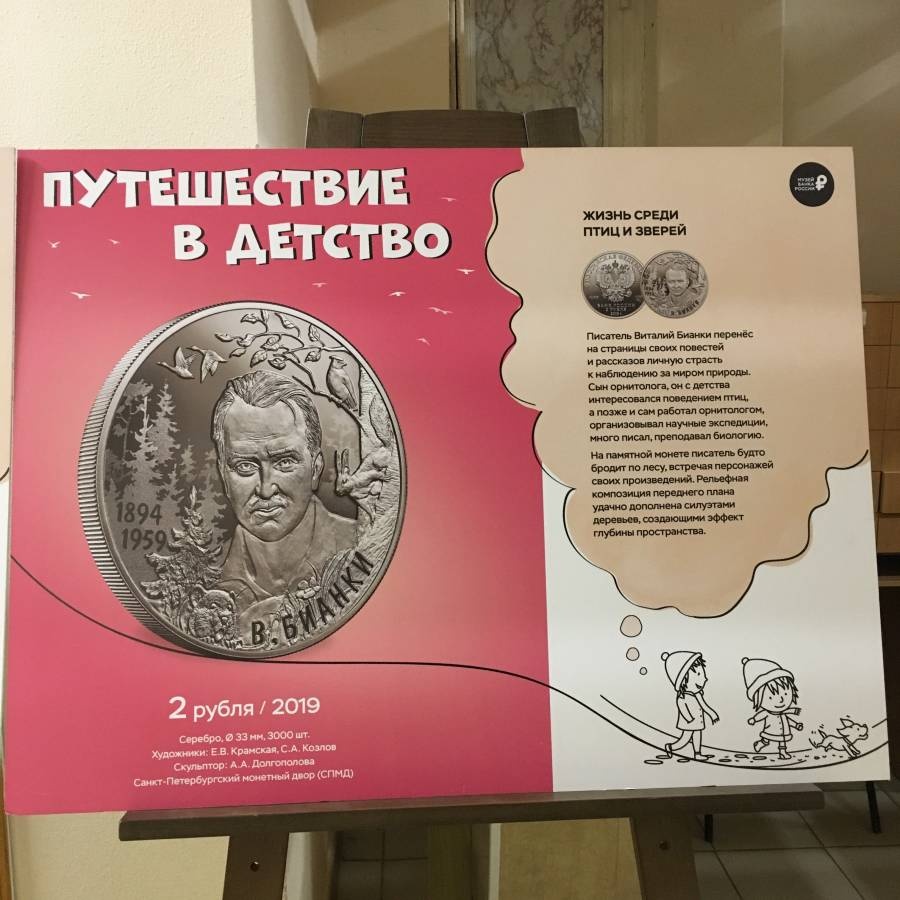 ПУТЕШЕСТВИЕ
В ДЕТСТВО
1894
1959
В. БИАНКИ
2 рубля / 2019
Серебро, Ø 33 мм, 3000 шт.
Художники: Е.В. Крамская, С.А. Козлов
Скульптор: А.А. Долгополова
Санкт-Петербургский монетный двор (СПМД)
МУЗЕЙ
БАНКА
РОССИИ
ЖИЗНЬ СРЕДИ
ПТИЦ И ЗВЕРЕЙ
В. БИАНКИ
Писатель Виталий Бианки перенёс
на страницы своих повестей
и рассказов личную страсть
к наблюдению за миром природы.
Сын орнитолога, он с детства
интересовался поведением птиц,
а позже и сам работал орнитологом,
организовывал научные экспедиции,
много писал, преподавал биологию.
На памятной монете писатель будто
бродит по лесу, встречая персонажей
своих произведений. Рельефная
композиция переднего плана
удачно дополнена силуэтами
деревьев, создающими эффект
глубины пространства.